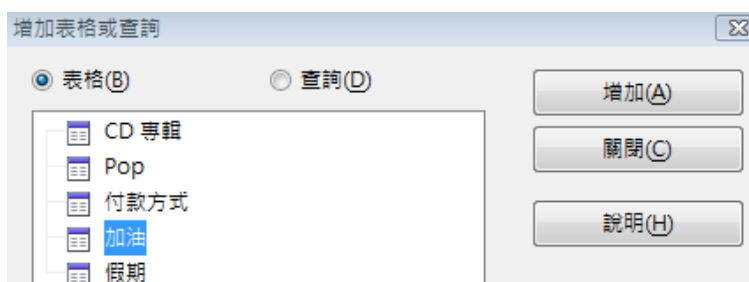 增加表格或查詢
表格(B) 查詢(D)
增加(A)
CD 專輯
關閉(C)
Pop
付款方式
說明(H)
加油
假期